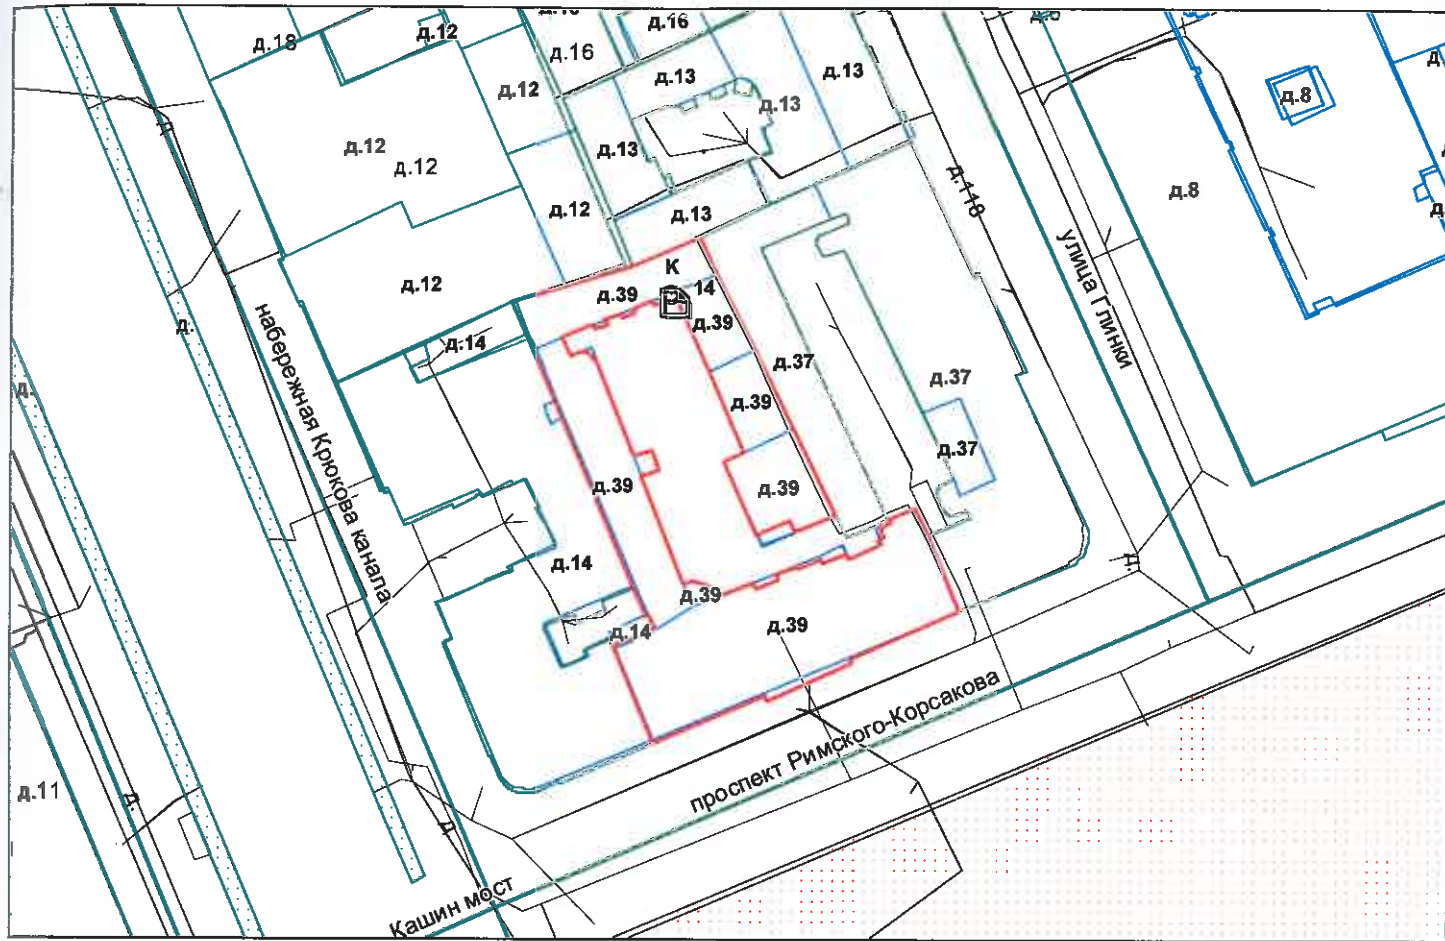 д.16
д.18
д.12
д.16
д.13
д.13
д.12
д.13
д.8
д.12
д.12
д.13
д.8
д.12
д.13
д.118
улица Глинки
К
д.12
д.39
14
д.39
д.14
д.37
д.37
д.39
д.37
д.39
д.39
набережная Крюкова канала
д.14
д.39
д.14
д.39
проспект Римского-Корсакова
д.11
Кашин мост
д.
д.
д.
д.
д.
д.